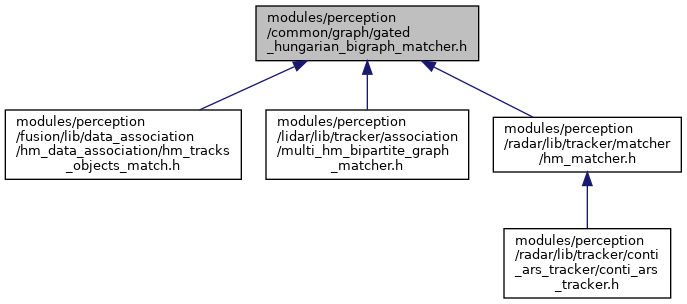 modules/perception
/common/graph/gated
_hungarian_bigraph_matcher.h
modules/perception
/fusion/lib/data_association
/hm_data_association/hm_tracks
_objects_match.h
modules/perception
/lidar/lib/tracker/association
/multi_hm_bipartite_graph
_matcher.h
modules/perception
/radar/lib/tracker/matcher
/hm_matcher.h
modules/perception
/radar/lib/tracker/conti
_ars_tracker/conti_ars
_tracker.h